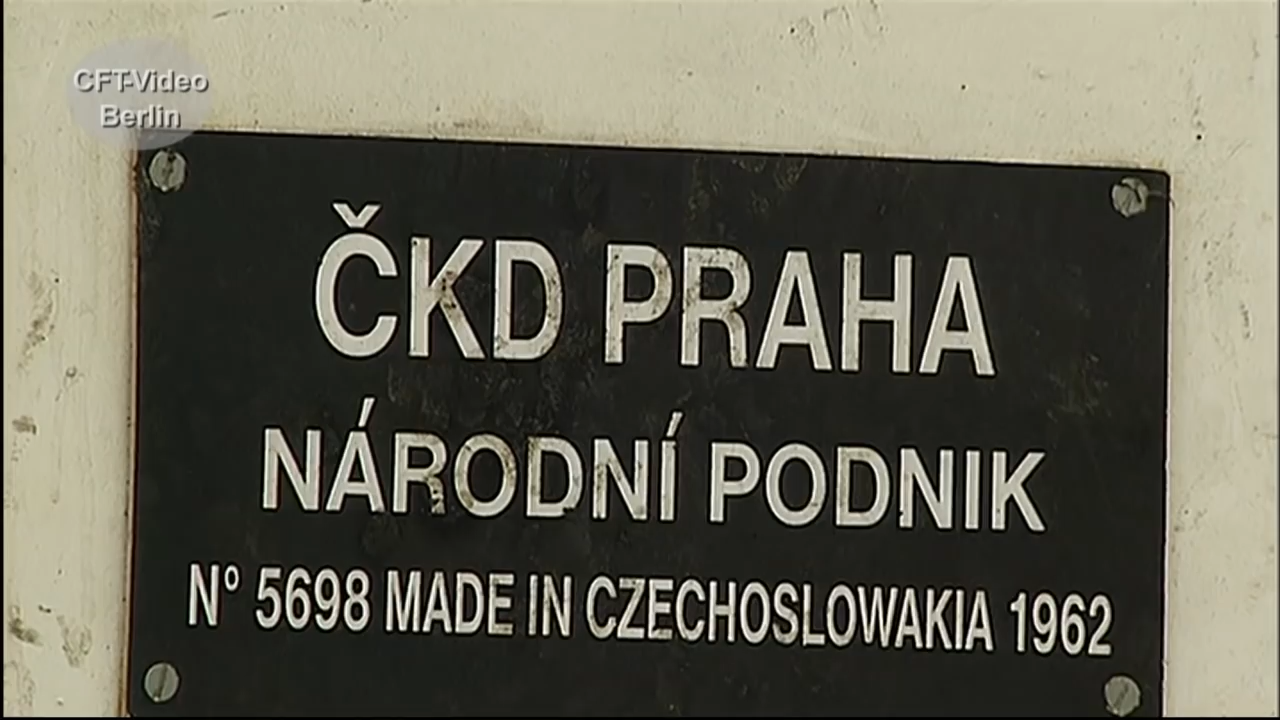 CFT-Video
Berlin
ČKD PRAHA
NÁRODNÍ PODNIK
N° 5698 MADE IN CZECHOSLOWAKIA 1962